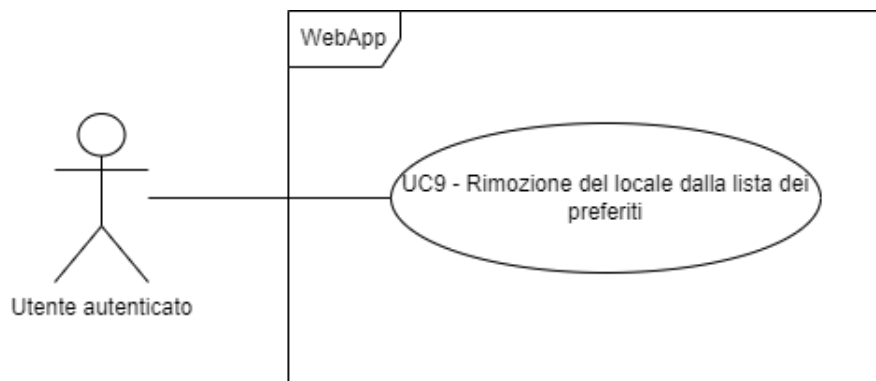 WebApp
UC9 - Rimozione del locale dalla lista dei
preferiti
Utente autenticato